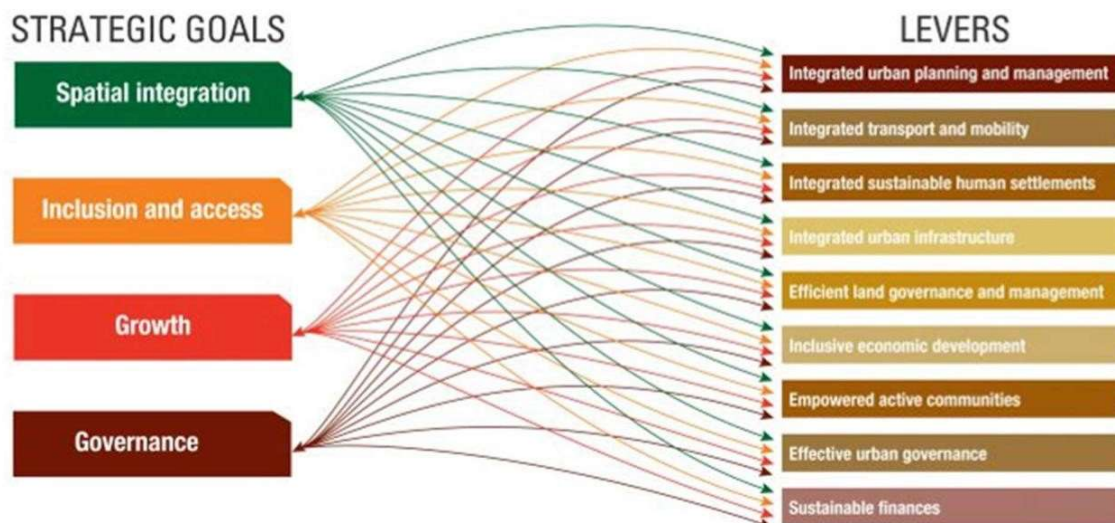 STRATEGIC GOALS
Spatial integration
Inclusion and access
Growth
Governance
LEVERS
Integrated urban planning and management
Integrated transport and mobility
Integrated sustainable human settlements
Integrated urban infrastructure
Efficient land governance and management
Inclusive economic development
Empowered active communities
Effective urban governance
Sustainable finances